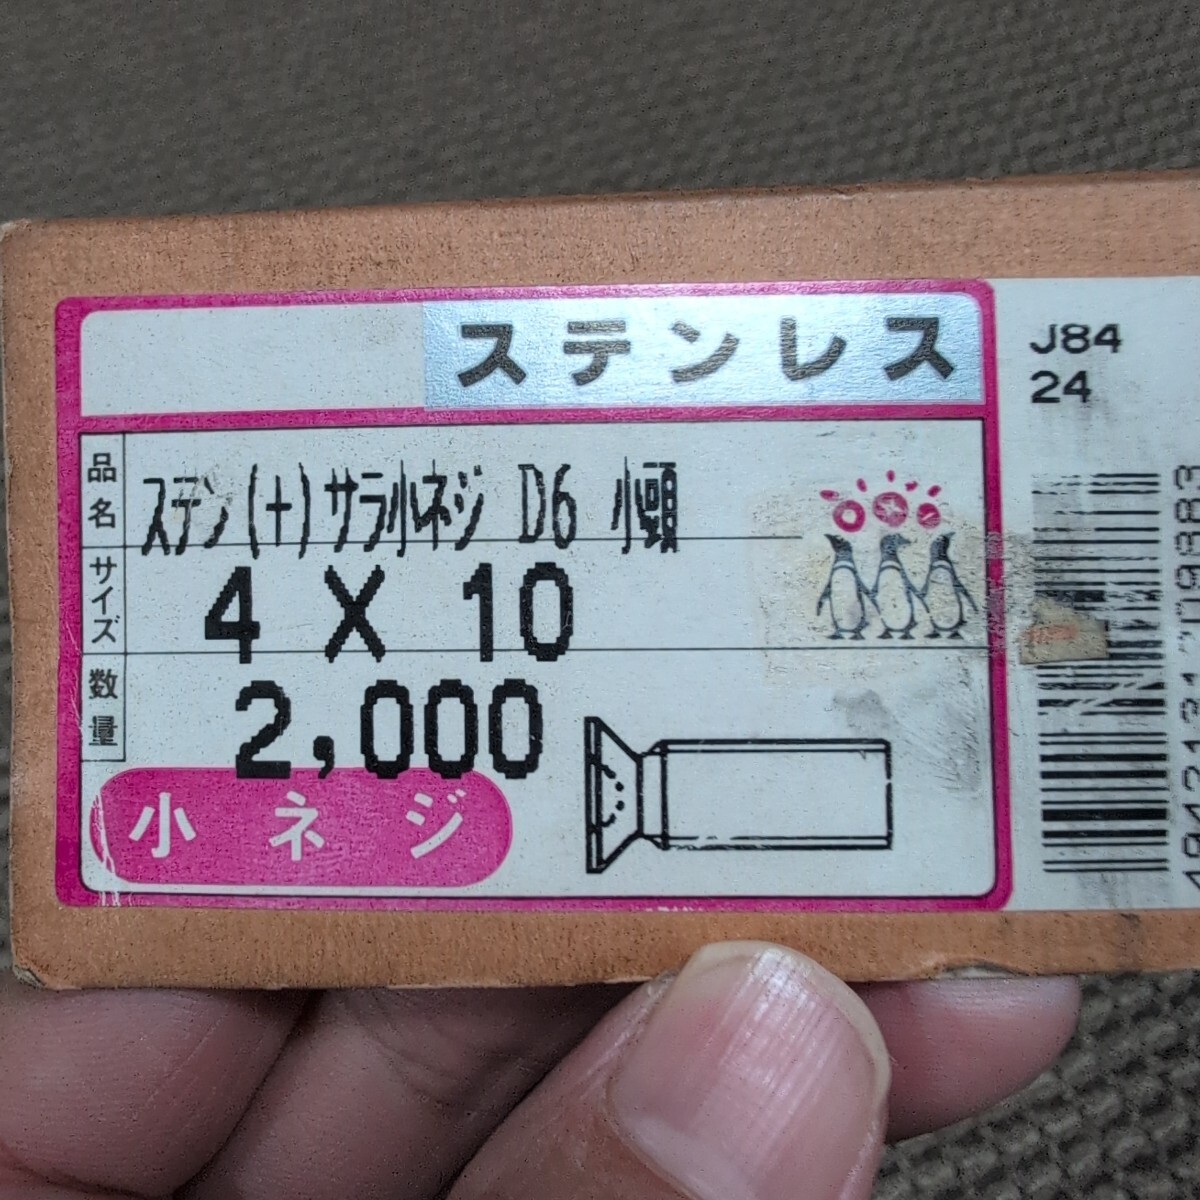 ステンレス
品名 ステン(+)サラ小ネジ D6 小頭
サイズ 4 X 10
数量 2,000
小ネジ
J84
24